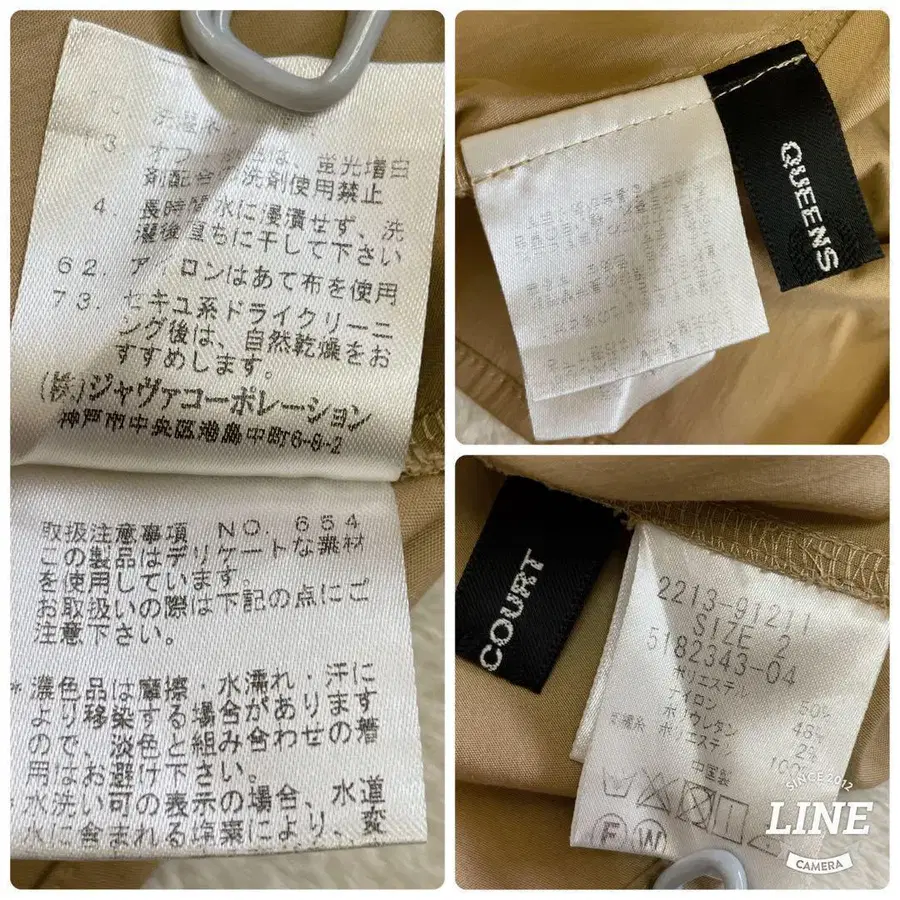 剤配合の洗剤使用禁止
4 長時間水に浸漬せず、洗
濯後直ちに干して下さい
62. アイロンはあて布を使用
73. セキユ系ドライクリーニ
ング後は、自然乾燥をお
すすめします。
(株)ジャヴァコーポレーション
神戸市中央区港島中町6-8-2
取扱注意事項 NO. 654
この製品はデリケートな素材
を使用しています。
お取扱いの際は下記の点にご
注意下さい。
*濃色品は摩擦・水濡れ・汗に
より移染する場合がありま
すので、淡色と組み合わせの着
用はお避け下さい。
水洗い可の表示の場合、水道
水に含まれる塩素により、変
QUEENS
COURT
2213-91211
SIZE 2
5182343-04
ポリエステル 50%
ナイロン 48%
ポリウレタン 2%
刺繍糸 ポリエステル 100%
中国製
F W
SINCE 2012
LINE
CAMERA